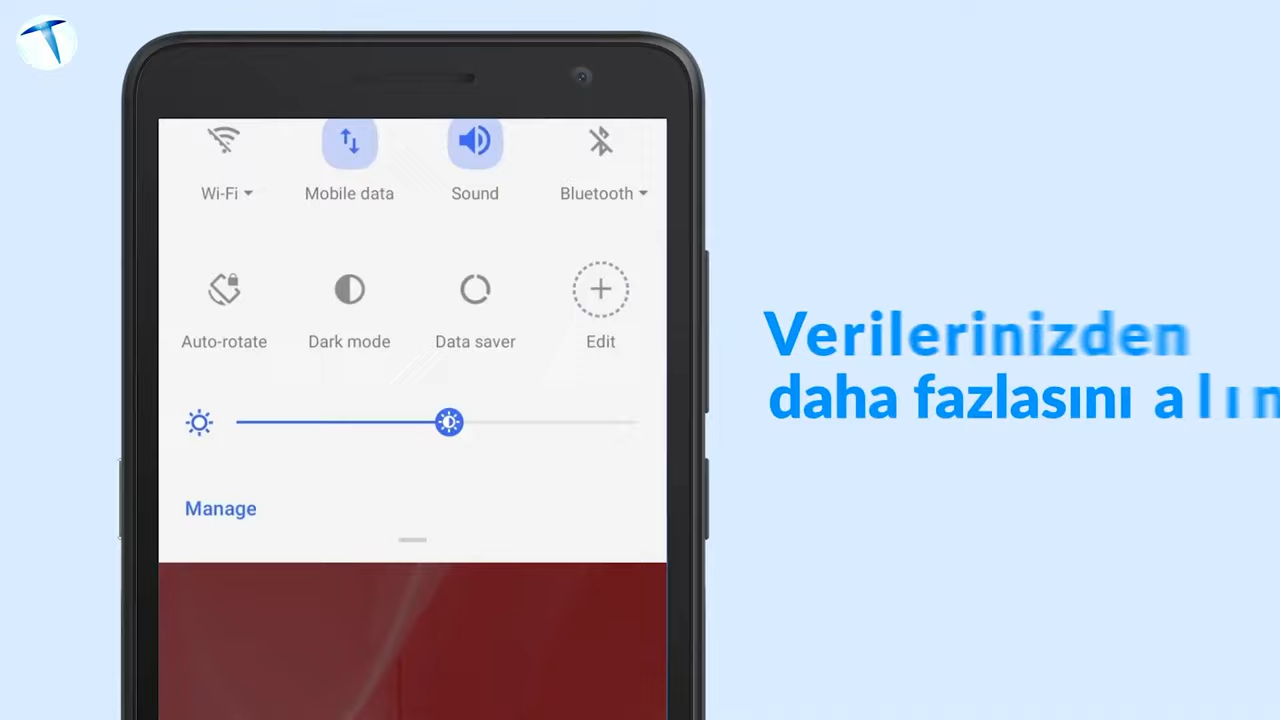 Wi-Fi
Mobile data
Sound
Bluetooth
Auto-rotate
Dark mode
Data saver
Edit
Manage
Verilerinizden
daha fazlasını alın